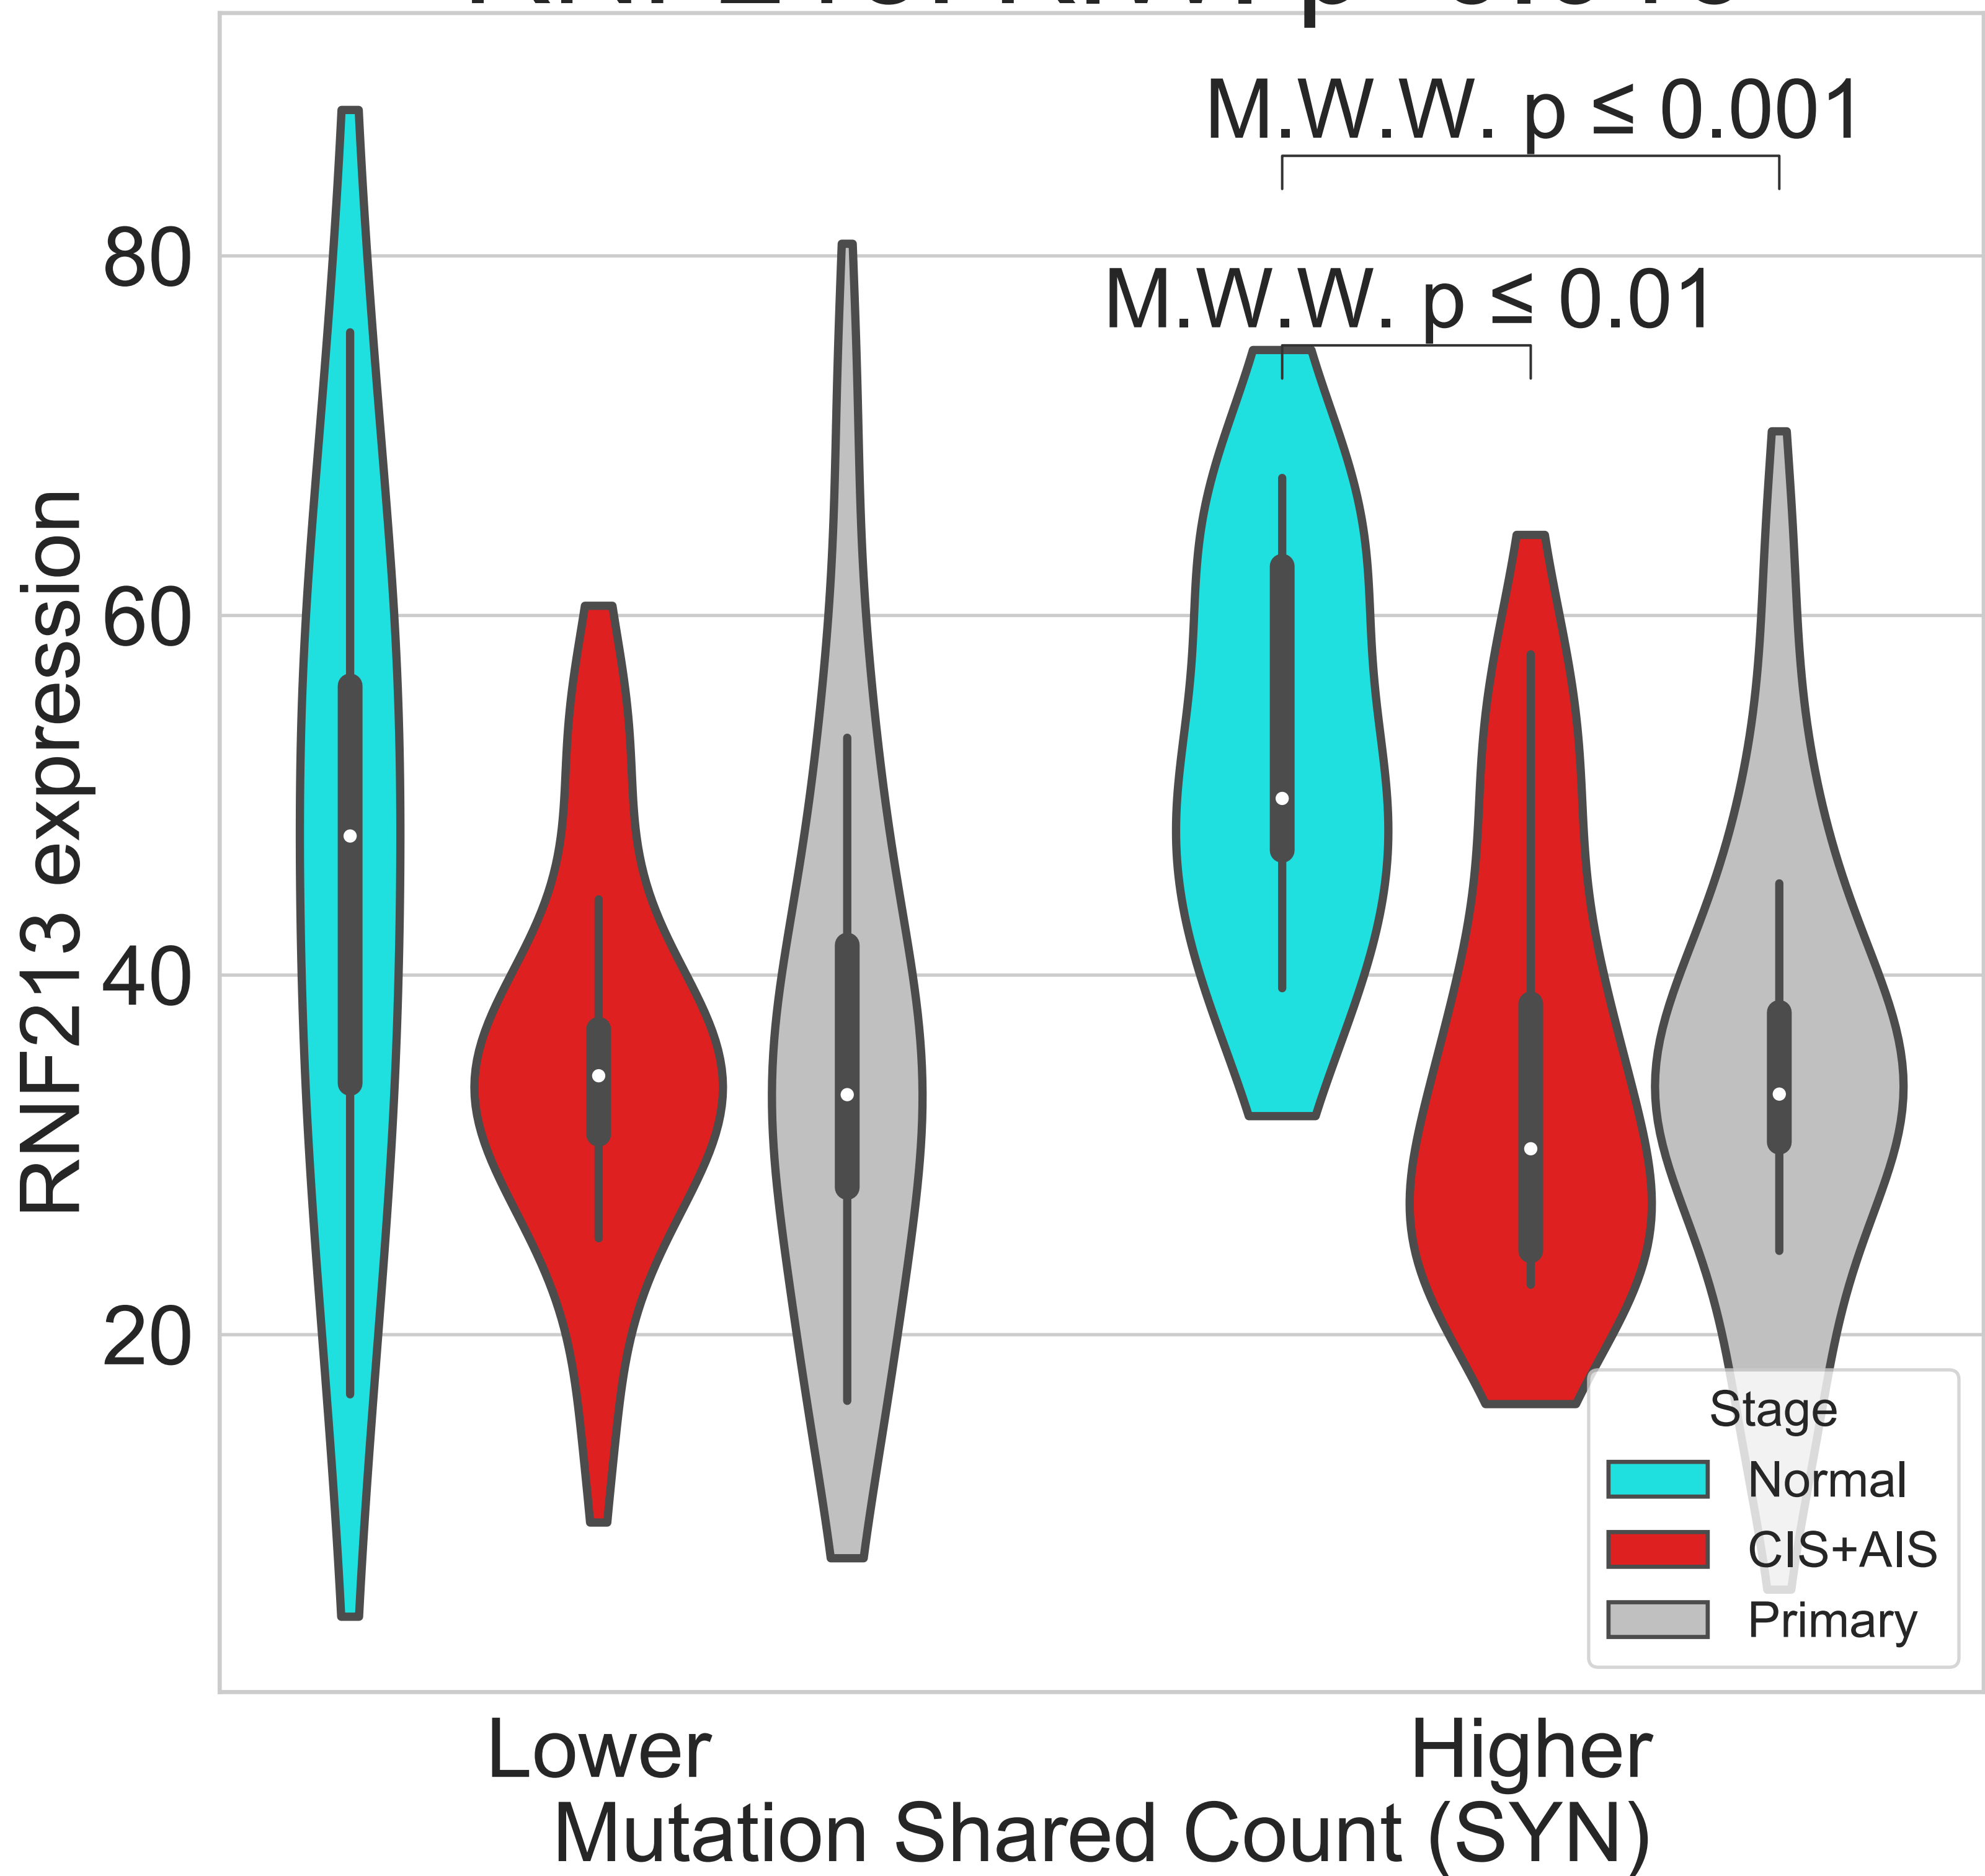 M.W.W. p ≤ 0.001
M.W.W. p ≤ 0.01
80
60
40
20
RNF213 expression
Lower
Higher
Mutation Shared Count (SYN)
Stage
Normal
CIS+AIS
Primary